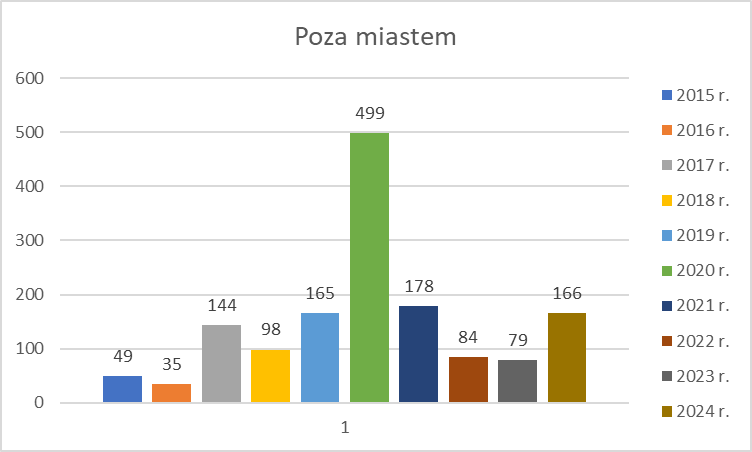 Poza miastem
600
500
400
300
200
100
0
49
35
144
98
165
499
178
84
79
166
1
2015 r.
2016 r.
2017 r.
2018 r.
2019 r.
2020 r.
2021 r.
2022 r.
2023 r.
2024 r.